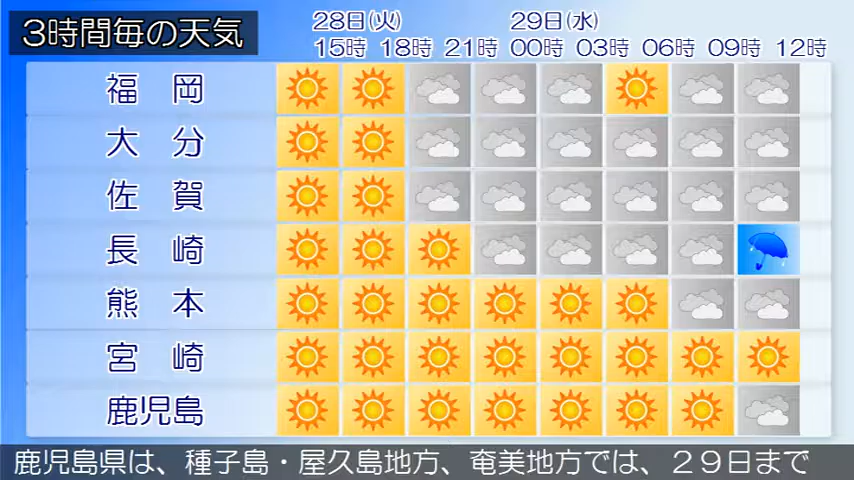 3時間毎の天気
28日(火) 29日(水)
15時 18時 21時 00時 03時 06時 09時 12時
福岡
大分
佐賀
長崎
熊本
宮崎
鹿児島
鹿児島県は、種子島・屋久島地方、奄美地方では、29日まで